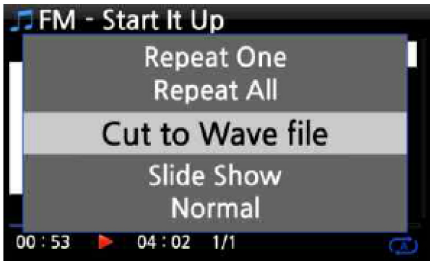 FM - Start It Up
Repeat One
Repeat All
Cut to Wave file
Slide Show
Normal
00 : 53 04 : 02 1/1
A